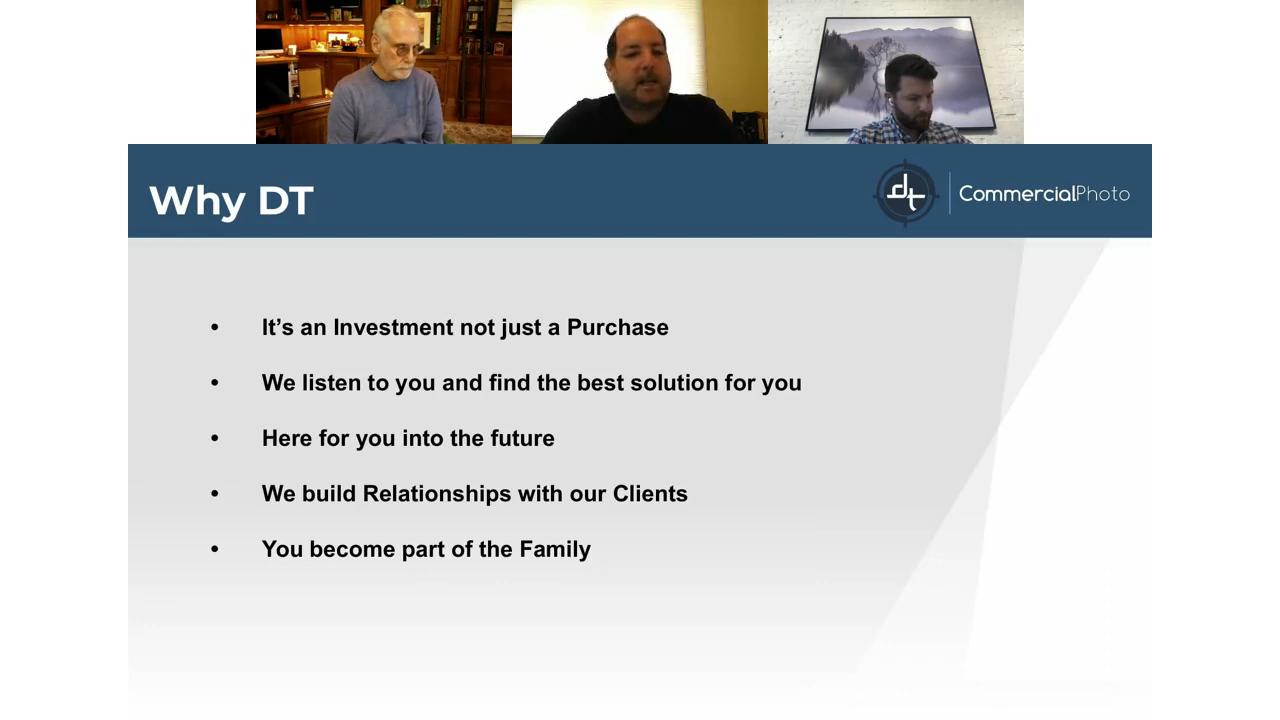 Why DT
dt CommercialPhoto
• It's an Investment not just a Purchase
• We listen to you and find the best solution for you
• Here for you into the future
• We build Relationships with our Clients
• You become part of the Family